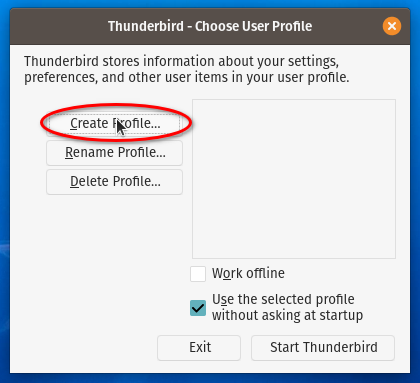 Thunderbird - Choose User Profile
Thunderbird stores information about your settings,
preferences, and other user items in your user profile.
Create Profile...
Rename Profile...
Delete Profile...
Work offline
Use the selected profile
without asking at startup
Exit
Start Thunderbird